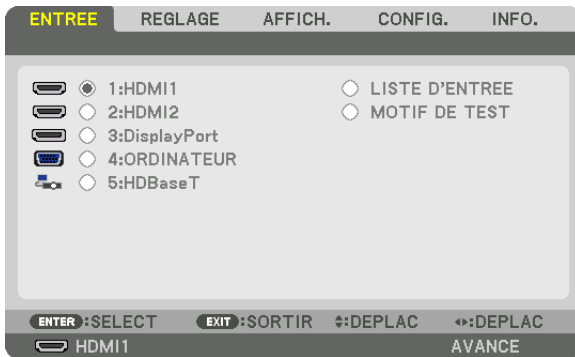 ENTREE REGLAGE AFFICH. CONFIG. INFO.
1:HDMI1
2:HDMI2
3:DisplayPort
4:ORDINATEUR
5:HDBaseT
LISTE D'ENTREE
MOTIF DE TEST
ENTER :SELECT EXIT :SORTIR :DEPLAC :DEPLAC
HDMI1 AVANCE